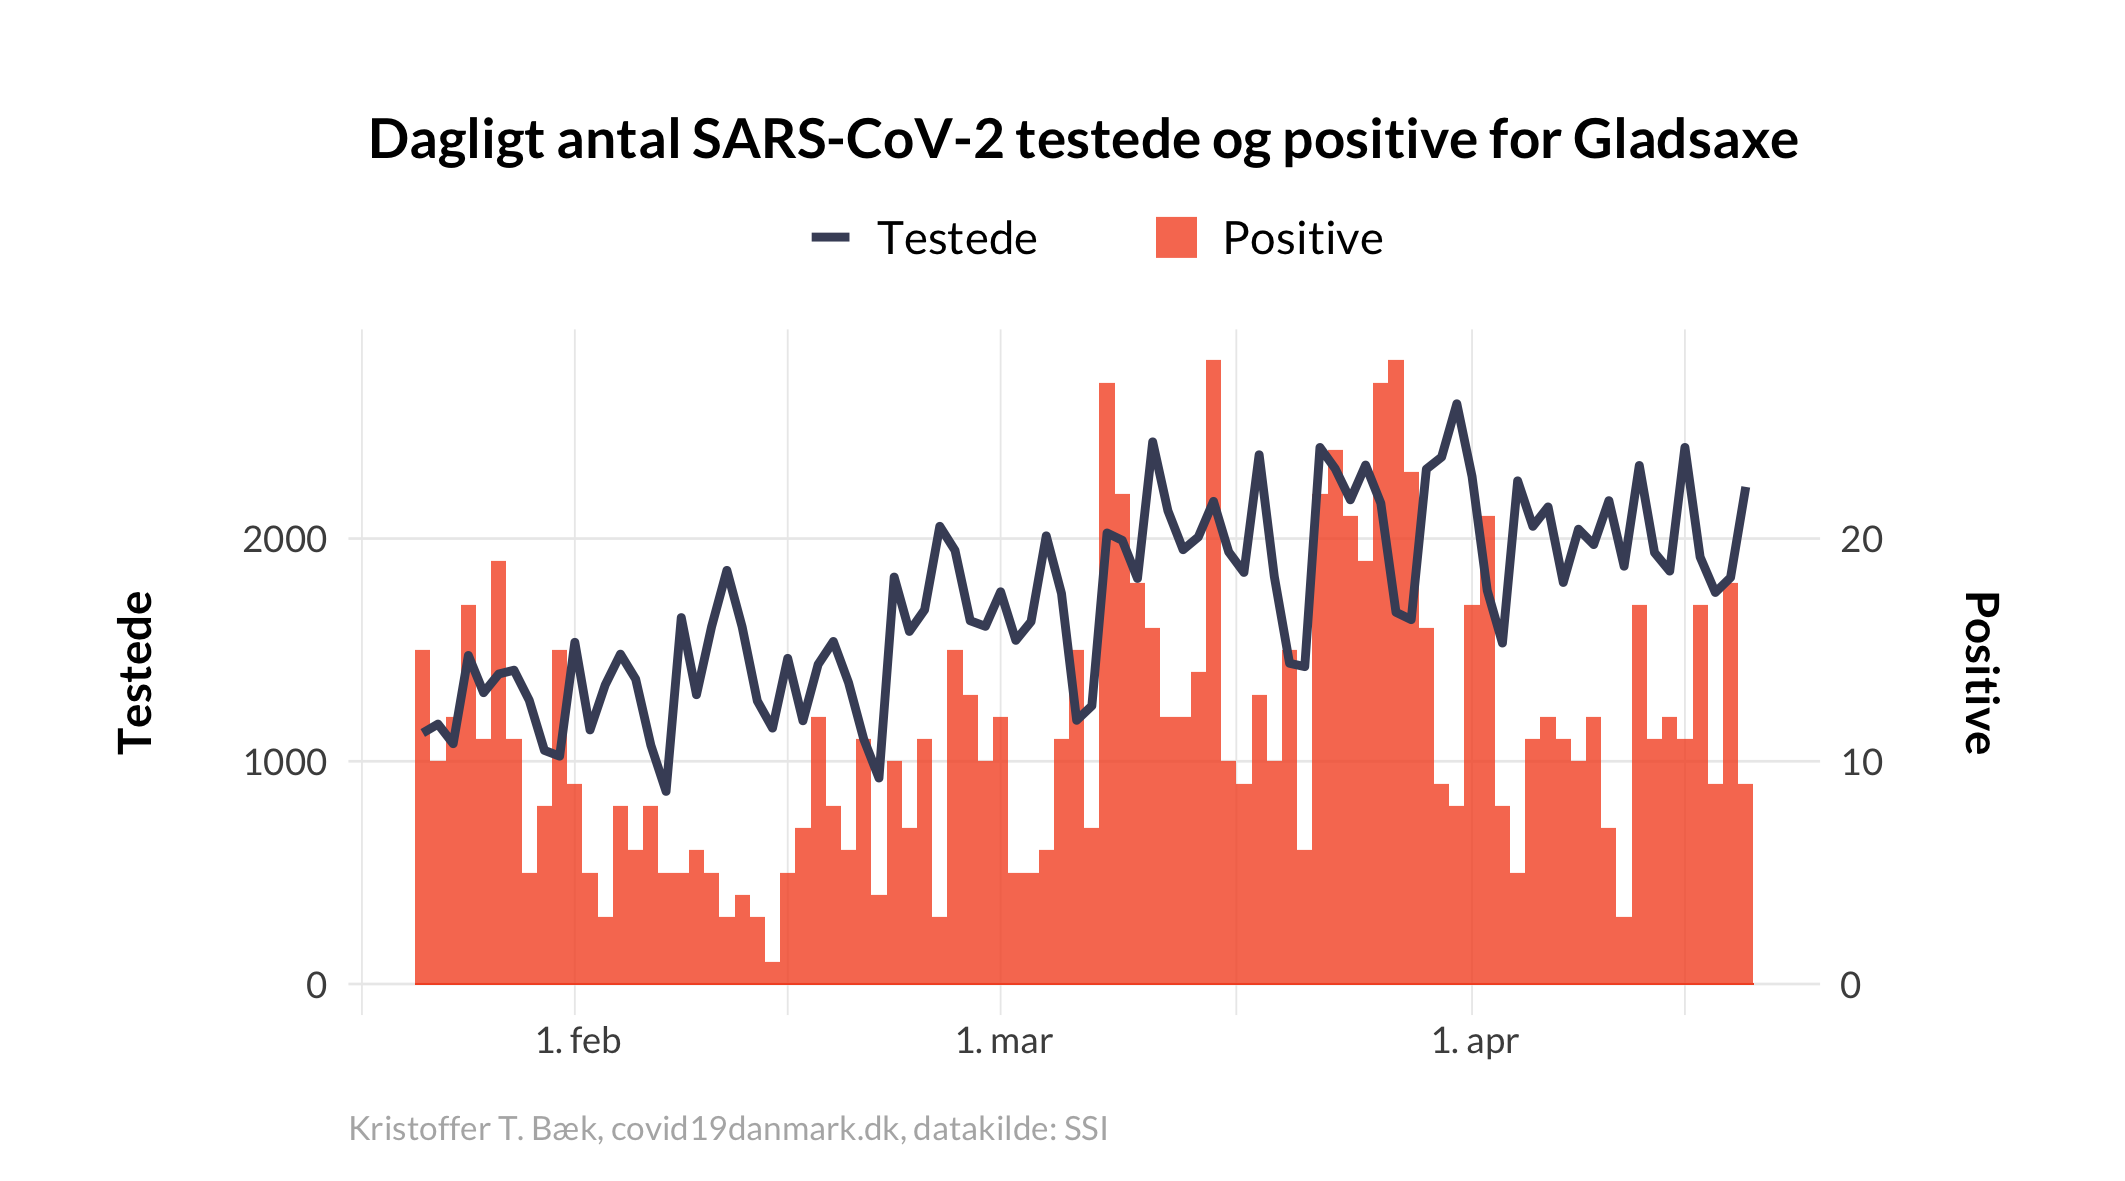 Dagligt antal SARS-CoV-2 testede og positive for Gladsaxe
Testede
Positive
2000
1000
0
20
10
0
Testede
Positive
1. feb
1. mar
1. apr
Kristoffer T. Bæk, covid19danmark.dk, datakilde: SSI